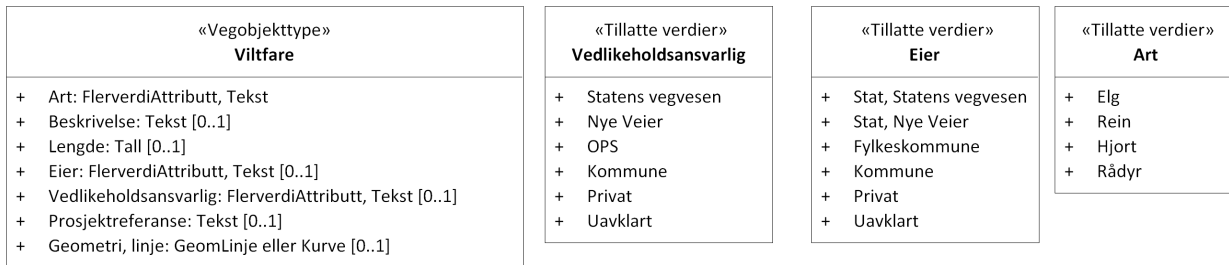 «Vegobjekttype»
Viltfare
+ Art: FlerverdiAttributt, Tekst
+ Beskrivelse: Tekst [0..1]
+ Lengde: Tall [0..1]
+ Eier: FlerverdiAttributt, Tekst [0..1]
+ Vedlikeholdsansvarlig: FlerverdiAttributt, Tekst [0..1]
+ Prosjektreferanse: Tekst [0..1]
+ Geometri, linje: GeomLinje eller Kurve [0..1]
«Tillatte verdier»
Vedlikeholdsansvarlig
+ Statens vegvesen
+ Nye Veier
+ OPS
+ Kommune
+ Privat
+ Uavklart
«Tillatte verdier»
Eier
+ Stat, Statens vegvesen
+ Stat, Nye Veier
+ Fylkeskommune
+ Kommune
+ Privat
+ Uavklart
«Tillatte verdier»
Art
+ Elg
+ Rein
+ Hjort
+ Rådyr